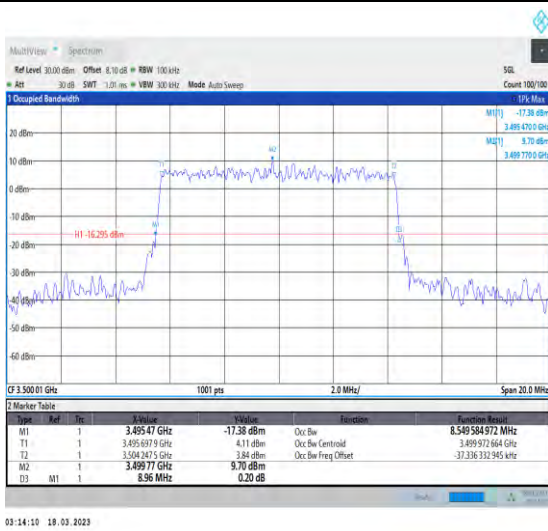 MultiView Spectrum
Ref Level 30.00 dBm Offset 8.10 dB RBW 100 kHz SGL
Att 30 dB SWT 1.01 ms VBW 300 kHz Mode Auto Sweep Count 100/100
1 Occupied Bandwidth 1Pk Max
M1(1) -17.38 dBm
3.495 470 0 GHz
M2(1) 9.70 dBm
3.499 770 0 GHz
20 dBm
M2
10 dBm
T1
0 dBm
-10 dBm
M1
H1 -16.295 dBm
D3
-20 dBm
-30 dBm
-40 dBm
-50 dBm
-60 dBm
CF 3.500 01 GHz 1001 pts 2.0 MHz/ Span 20.0 MHz
2 Marker Table
Type Ref Trc X-Value Y-Value Function Function Result
M1 1 3.495 47 GHz -17.38 dBm Occ Bw 8.549 584 972 MHz
T1 1 3.495 697 9 GHz 4.11 dBm Occ Bw Centroid 3.499 972 664 GHz
T2 1 3.504 247 5 GHz 3.84 dBm Occ Bw Freq Offset -37.336 332 945 kHz
M2 1 3.499 77 GHz 9.70 dBm
D3 M1 1 8.96 MHz 0.20 dB
03:14:10 18.03.2023